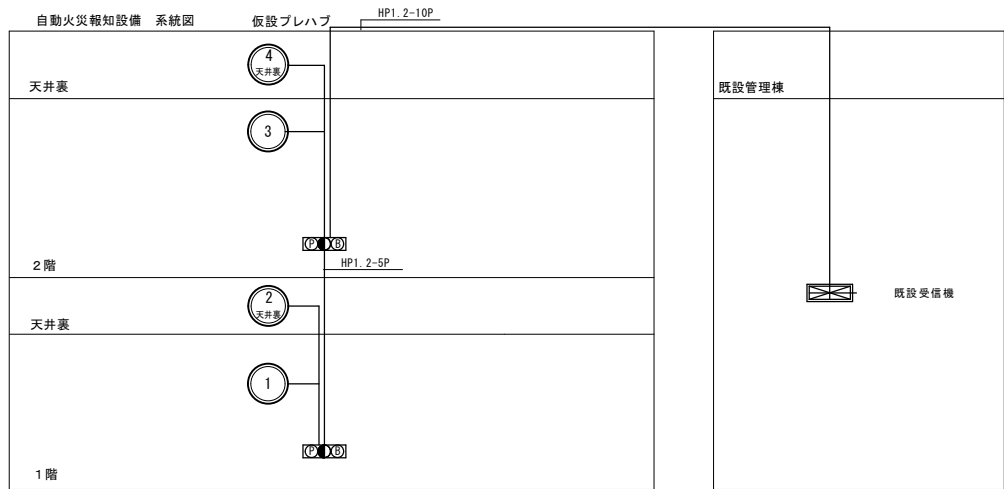 自動火災報知設備 系統図
仮設プレハブ
HP1.2-10P
4
天井裏
天井裏
既設管理棟
3
P B
2階
HP1.2-5P
2
天井裏
既設受信機
天井裏
1
P B
1階